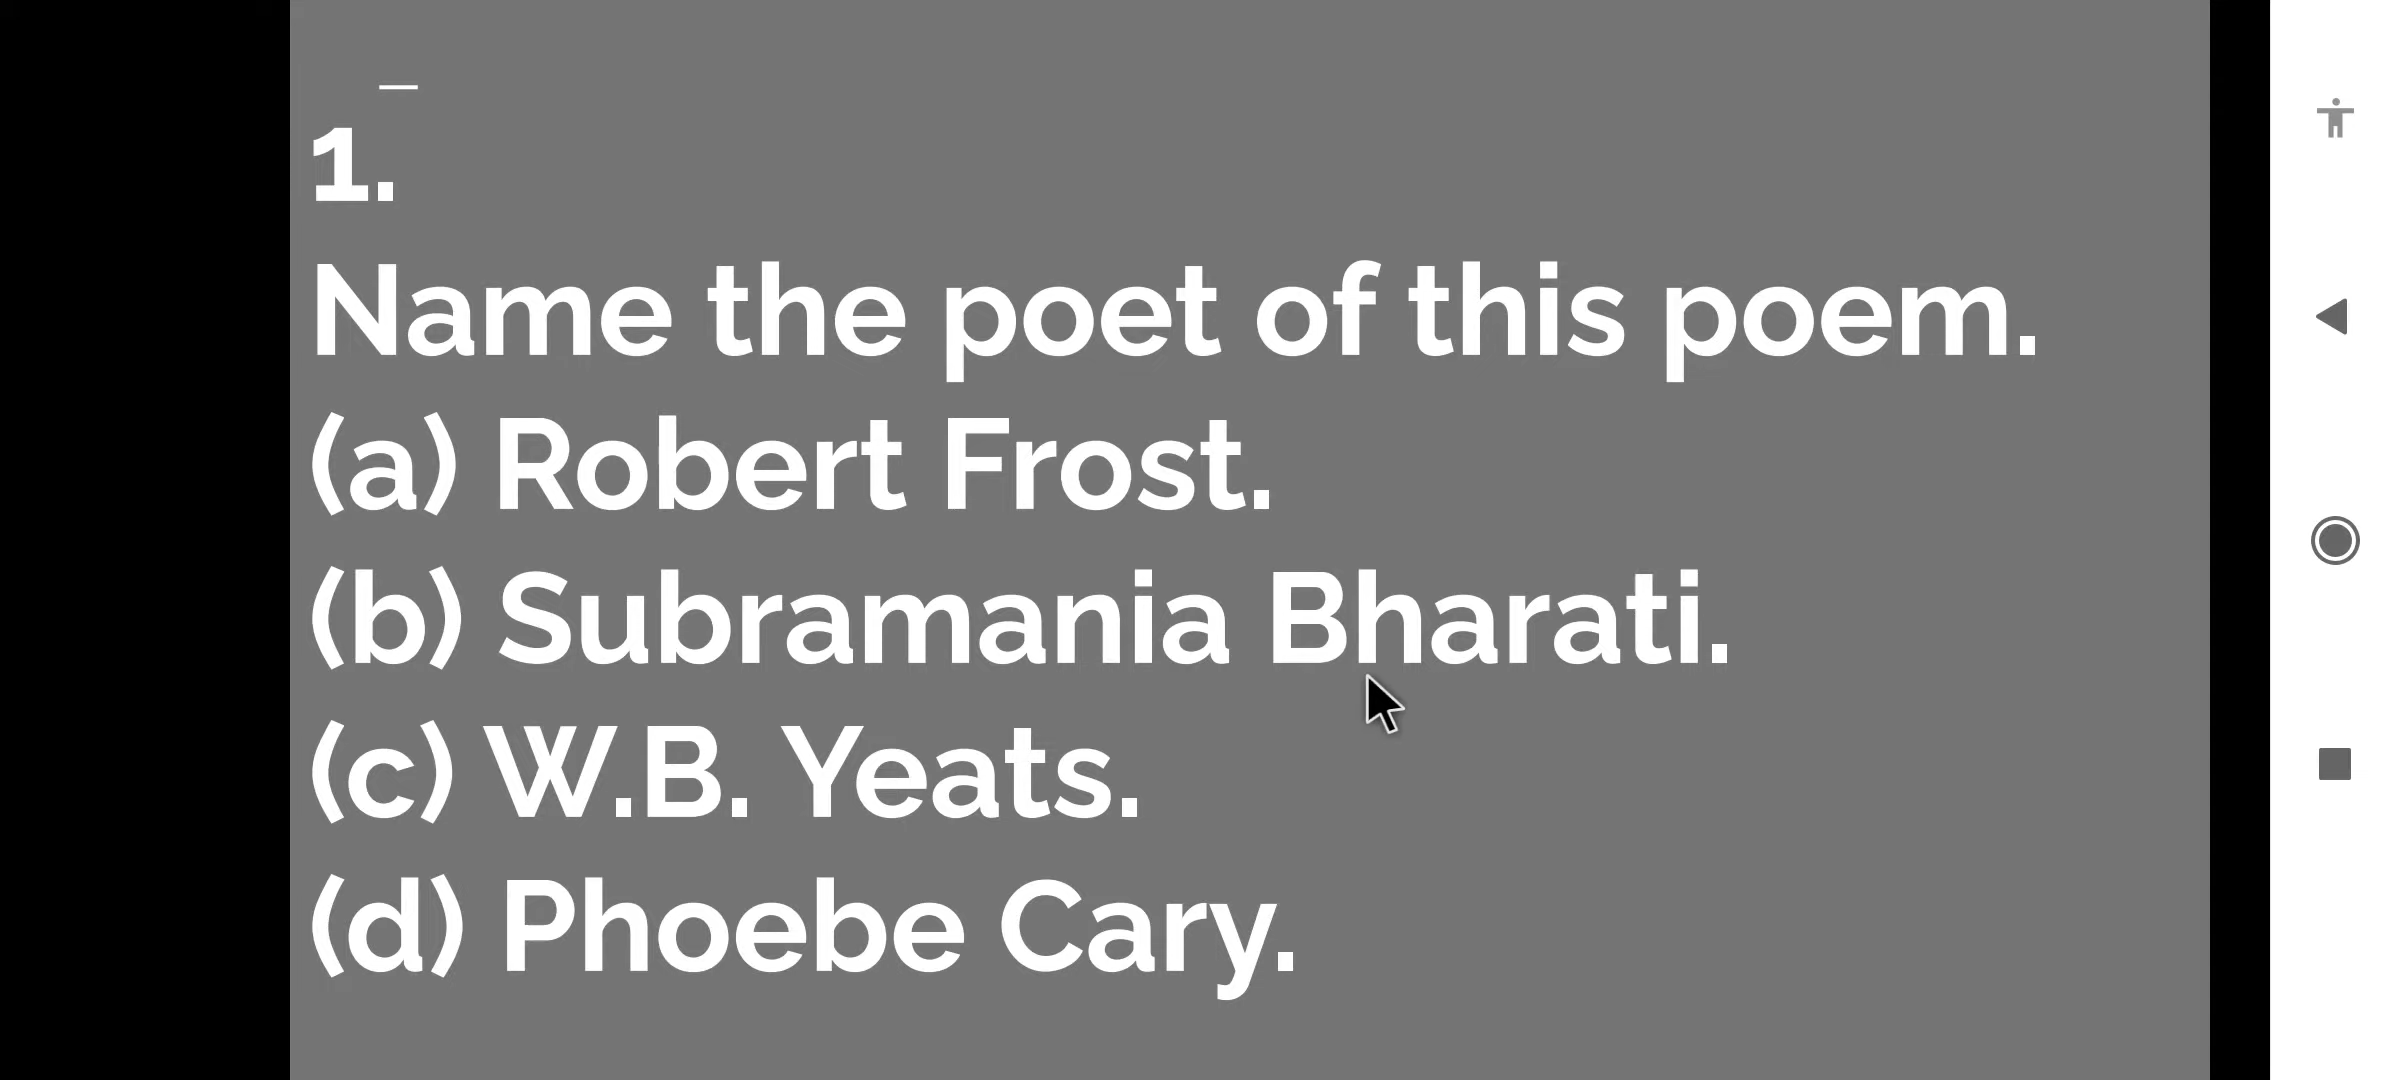 1.
Name the poet of this poem.
(a) Robert Frost.
(b) Subramania Bharati.
(c) W.B. Yeats.
(d) Phoebe Cary.